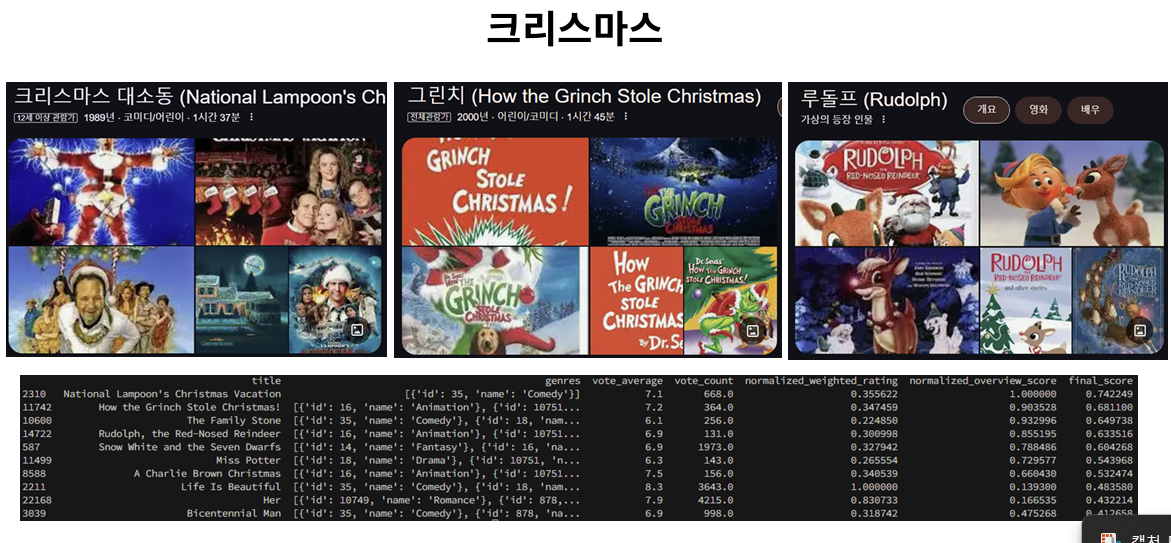 크리스마스
크리스마스 대소동 (National Lampoon's Ch
12세 이상 관람가 1989년 · 코미디/어린이 · 1시간 37분
그린치 (How the Grinch Stole Christmas)
전체관람가 2000년 · 어린이/코미디 · 1시간 45분
루돌프 (Rudolph)
가상의 등장 인물
개요 영화 배우
GRINCH
STOLE
CHRISTMAS!
GRINCH
GRINCH
STOLE CHRISTMAS
HOW
THE GRINCH
STOLE
CHRISTMAS
By Dr. Se
Dr. Seuss'
HOW THE GRINCH
STOLE CHRISTMAS!
RUDOLPH
RED-NOSED REINDEER
RUDOLPH
RED-NOSED REINDEER
and other stories
RUDOLPH
title genres vote_average vote_count normalized_weighted_rating normalized_overview_score final_score
2310 National Lampoon's Christmas Vacation [{'id': 35, 'name': 'Comedy'}] 7.1 668.0 0.355622 1.000000 0.742249
11742 How the Grinch Stole Christmas! [{'id': 16, 'name': 'Animation'}, {'id': 10751... 7.2 364.0 0.347459 0.903528 0.681100
10600 The Family Stone [{'id': 35, 'name': 'Comedy'}, {'id': 18, 'nam... 6.1 256.0 0.224850 0.932996 0.649738
14722 Rudolph, the Red-Nosed Reindeer [{'id': 16, 'name': 'Animation'}, {'id': 10751... 6.9 131.0 0.300998 0.855195 0.633516
587 Snow White and the Seven Dwarfs [{'id': 14, 'name': 'Fantasy'}, {'id': 16, 'na... 6.9 1973.0 0.327942 0.788486 0.604268
11499 Miss Potter [{'id': 18, 'name': 'Drama'}, {'id': 10751, 'n... 6.3 143.0 0.265554 0.729577 0.543968
8588 A Charlie Brown Christmas [{'id': 16, 'name': 'Animation'}, {'id': 10751... 7.5 156.0 0.340539 0.660430 0.532474
2211 Life Is Beautiful [{'id': 35, 'name': 'Comedy'}, {'id': 18, 'nam... 8.3 3643.0 1.000000 0.139300 0.483580
22168 Her [{'id': 10749, 'name': 'Romance'}, {'id': 878,... 7.9 4215.0 0.830733 0.166535 0.432214
3039 Bicentennial Man [{'id': 35, 'name': 'Comedy'}, {'id': 878, 'na... 6.9 998.0 0.318742 0.475268 0.412658
캡처